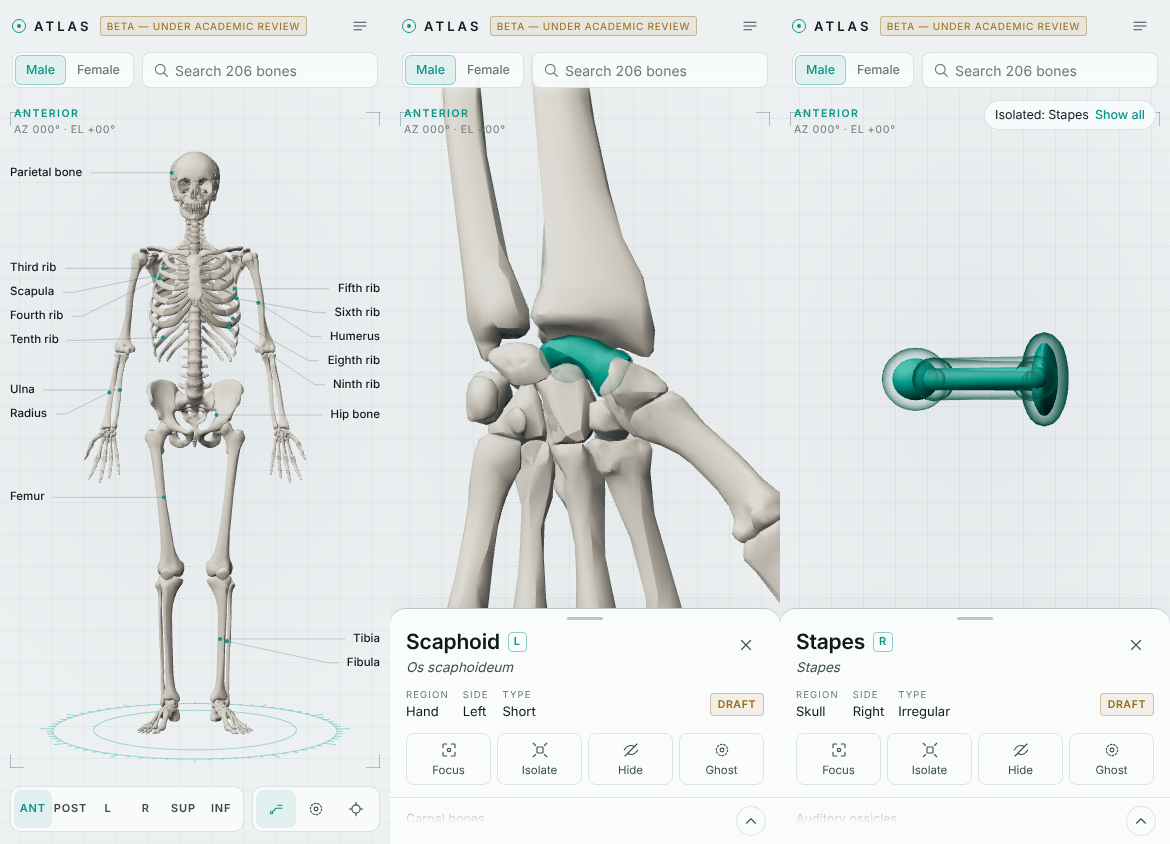 ATLAS BETA — UNDER ACADEMIC REVIEW
Male Female Search 206 bones
ANTERIOR
AZ 000° · EL +00°
Parietal bone
Third rib
Scapula
Fourth rib
Tenth rib
Ulna
Radius
Femur
Fifth rib
Sixth rib
Humerus
Eighth rib
Ninth rib
Hip bone
Tibia
Fibula
ANT POST L R SUP INF
ATLAS BETA — UNDER ACADEMIC REVIEW
Male Female Search 206 bones
ANTERIOR
AZ 000° · EL +00°
Scaphoid L
Os scaphoideum
REGION SIDE TYPE
Hand Left Short
DRAFT
Focus Isolate Hide Ghost
Carpal bones
ATLAS BETA — UNDER ACADEMIC REVIEW
Male Female Search 206 bones
ANTERIOR
AZ 000° · EL +00°
Isolated: Stapes Show all
Stapes R
Stapes
REGION SIDE TYPE
Skull Right Irregular
DRAFT
Focus Isolate Hide Ghost
Auditory ossicles